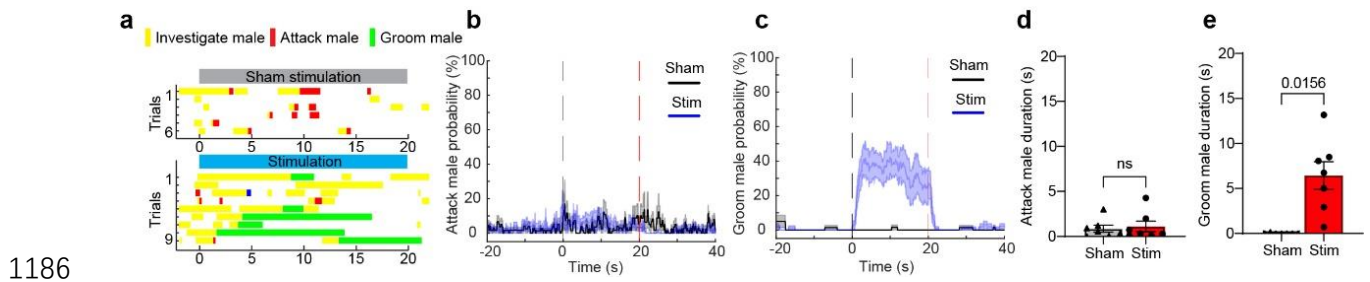 a
Investigate male Attack male Groom male
Sham stimulation
Trials
1
6
0 5 10 15 20
Stimulation
Trials
1
9
0 5 10 15 20
b
Attack male probability (%)
100
80
60
40
20
0
Sham
Stim
-20 0 20 40
Time (s)
c
Groom male probability (%)
100
80
60
40
20
0
Sham
Stim
-20 0 20 40
Time (s)
d
Attack male duration (s)
20
15
10
5
0
ns
Sham Stim
e
Groom male duration (s)
20
15
10
5
0
0.0156
Sham Stim
1186